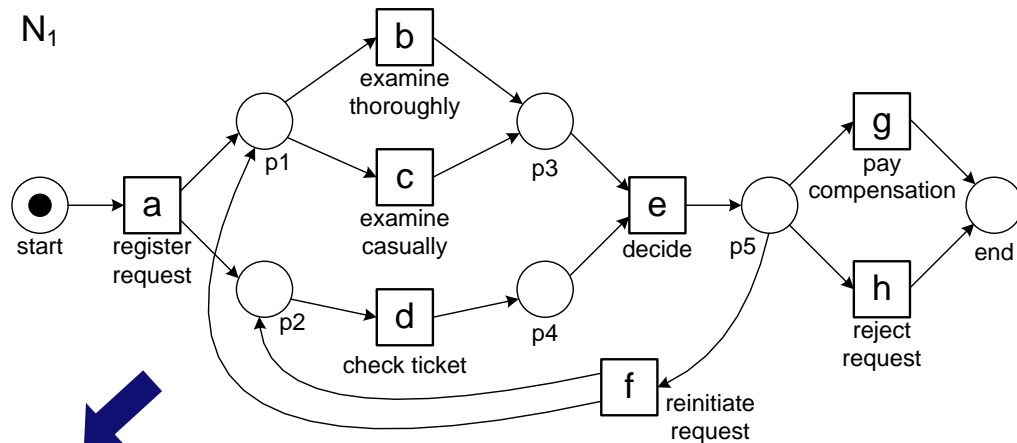 N1
b
examine
thoroughly
p1
p3
g
pay
compensation
c
examine
casually
a
register
request
start
e
decide
p5
end
p2
d
check ticket
p4
h
reject
request
f
reinitiate
request